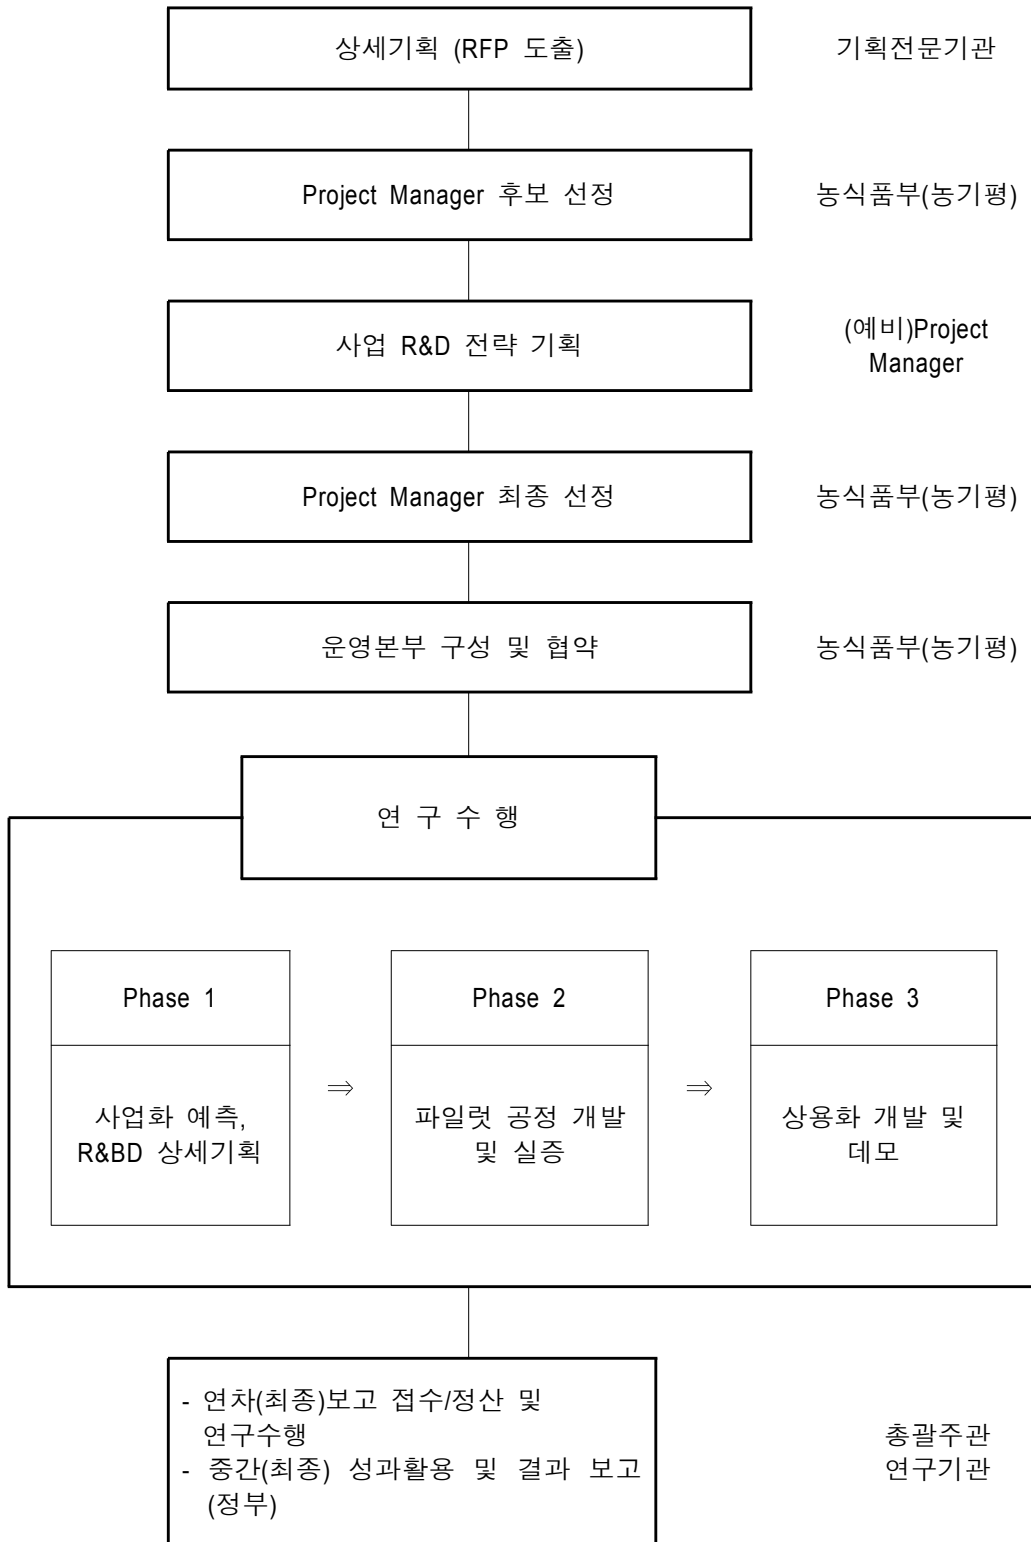 상세기획 (RFP 도출)
기획전문기관
Project Manager 후보 선정
농식품부(농기평)
사업 R&D 전략 기획
(예비)Project
Manager
Project Manager 최종 선정
농식품부(농기평)
운영본부 구성 및 협약
농식품부(농기평)
연 구 수 행
Phase 1
사업화 예측,
R&BD 상세기획
⇒
Phase 2
파일럿 공정 개발
및 실증
⇒
Phase 3
상용화 개발 및
데모
- 연차(최종)보고 접수/정산 및
연구수행
- 중간(최종) 성과활용 및 결과 보고
(정부)
총괄주관
연구기관